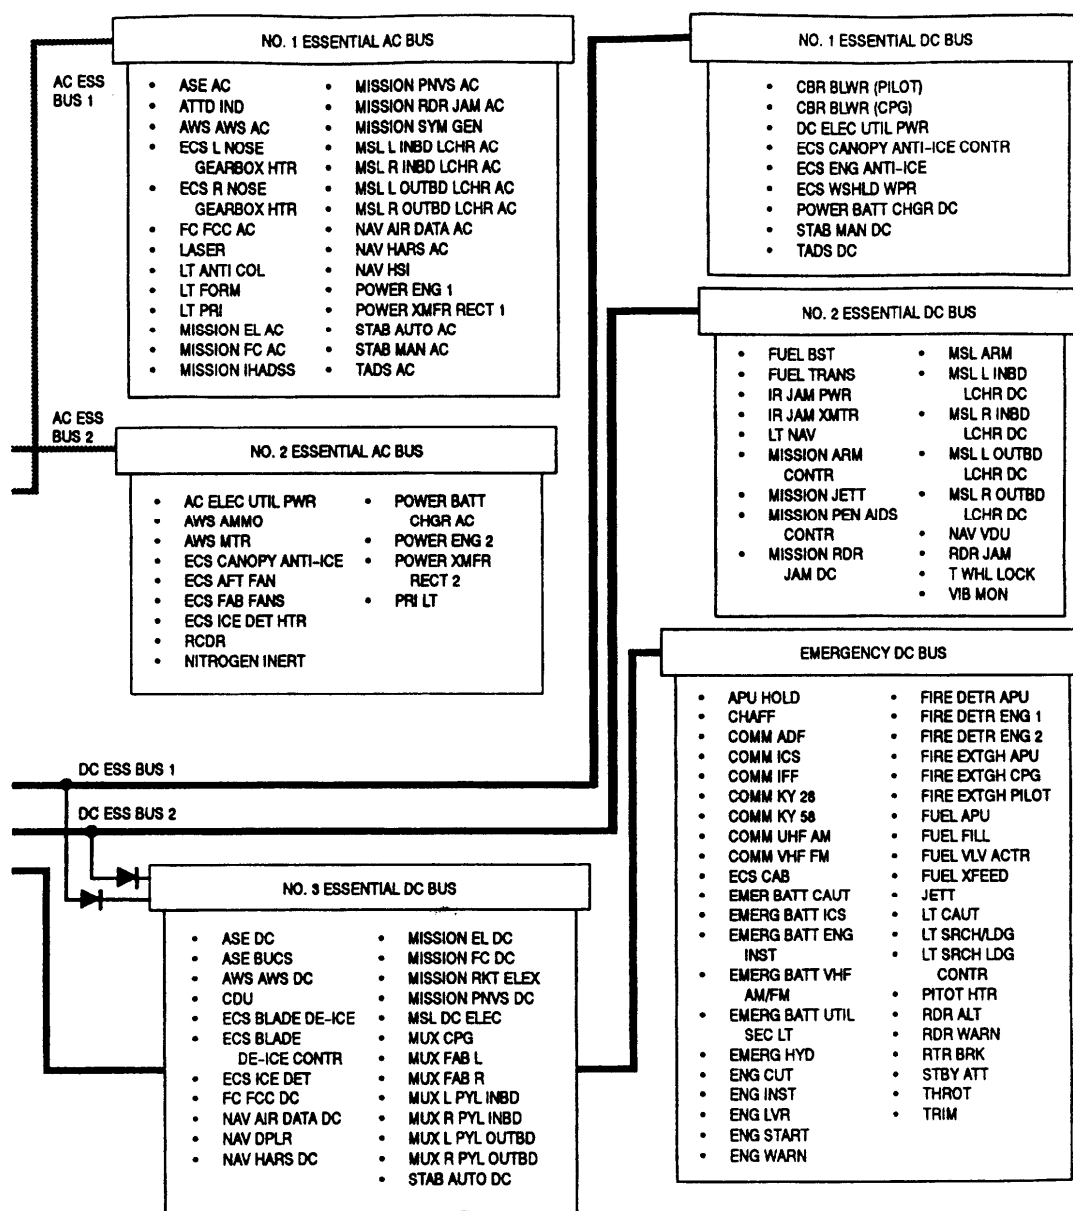 AC ESS
BUS 1
NO. 1 ESSENTIAL AC BUS
• ASE AC
• ATTD IND
• AWS AWS AC
• ECS L NOSE
GEARBOX HTR
• ECS R NOSE
GEARBOX HTR
• FC FCC AC
• LASER
• LT ANTI COL
• LT FORM
• LT PRI
• MISSION EL AC
• MISSION FC AC
• MISSION IHADSS
• MISSION PNVS AC
• MISSION RDR JAM AC
• MISSION SYM GEN
• MSL L INBD LCHR AC
• MSL R INBD LCHR AC
• MSL L OUTBD LCHR AC
• MSL R OUTBD LCHR AC
• NAV AIR DATA AC
• NAV HARS AC
• NAV HSI
• POWER ENG 1
• POWER XMFR RECT 1
• STAB AUTO AC
• STAB MAN AC
• TADS AC
AC ESS
BUS 2
NO. 2 ESSENTIAL AC BUS
• AC ELEC UTIL PWR
• AWS AMMO
• AWS MTR
• ECS CANOPY ANTI-ICE
• ECS AFT FAN
• ECS FAB FANS
• ECS ICE DET HTR
• RCDR
• NITROGEN INERT
• POWER BATT
CHGR AC
• POWER ENG 2
• POWER XMFR
RECT 2
• PRI LT
DC ESS BUS 1
DC ESS BUS 2
NO. 3 ESSENTIAL DC BUS
• ASE DC
• ASE BUCS
• AWS AWS DC
• CDU
• ECS BLADE DE-ICE
• ECS BLADE
DE-ICE CONTR
• ECS ICE DET
• FC FCC DC
• NAV AIR DATA DC
• NAV DPLR
• NAV HARS DC
• MISSION EL DC
• MISSION FC DC
• MISSION RKT ELEX
• MISSION PNVS DC
• MSL DC ELEC
• MUX CPG
• MUX FAB L
• MUX FAB R
• MUX L PYL INBD
• MUX R PYL INBD
• MUX L PYL OUTBD
• MUX R PYL OUTBD
• STAB AUTO DC
NO. 1 ESSENTIAL DC BUS
• CBR BLWR (PILOT)
• CBR BLWR (CPG)
• DC ELEC UTIL PWR
• ECS CANOPY ANTI-ICE CONTR
• ECS ENG ANTI-ICE
• ECS WSHLD WPR
• POWER BATT CHGR DC
• STAB MAN DC
• TADS DC
NO. 2 ESSENTIAL DC BUS
• FUEL BST
• FUEL TRANS
• IR JAM PWR
• IR JAM XMTR
• LT NAV
• MISSION ARM
CONTR
• MISSION JETT
• MISSION PEN AIDS
CONTR
• MISSION RDR
JAM DC
• MSL ARM
• MSL L INBD
LCHR DC
• MSL R INBD
LCHR DC
• MSL L OUTBD
LCHR DC
• MSL R OUTBD
LCHR DC
• NAV VDU
• RDR JAM
• T WHL LOCK
• VIB MON
EMERGENCY DC BUS
• APU HOLD
• CHAFF
• COMM ADF
• COMM ICS
• COMM IFF
• COMM KY 28
• COMM KY 58
• COMM UHF AM
• COMM VHF FM
• ECS CAB
• EMER BATT CAUT
• EMERG BATT ICS
• EMERG BATT ENG
INST
• EMERG BATT VHF
AM/FM
• EMERG BATT UTIL
SEC LT
• EMERG HYD
• ENG CUT
• ENG INST
• ENG LVR
• ENG START
• ENG WARN
• FIRE DETR APU
• FIRE DETR ENG 1
• FIRE DETR ENG 2
• FIRE EXTGH APU
• FIRE EXTGH CPG
• FIRE EXTGH PILOT
• FUEL APU
• FUEL FILL
• FUEL VLV ACTR
• FUEL XFEED
• JETT
• LT CAUT
• LT SRCH/LDG
• LT SRCH LDG
CONTR
• PITOT HTR
• RDR ALT
• RDR WARN
• RTR BRK
• STBY ATT
• THROT
• TRIM